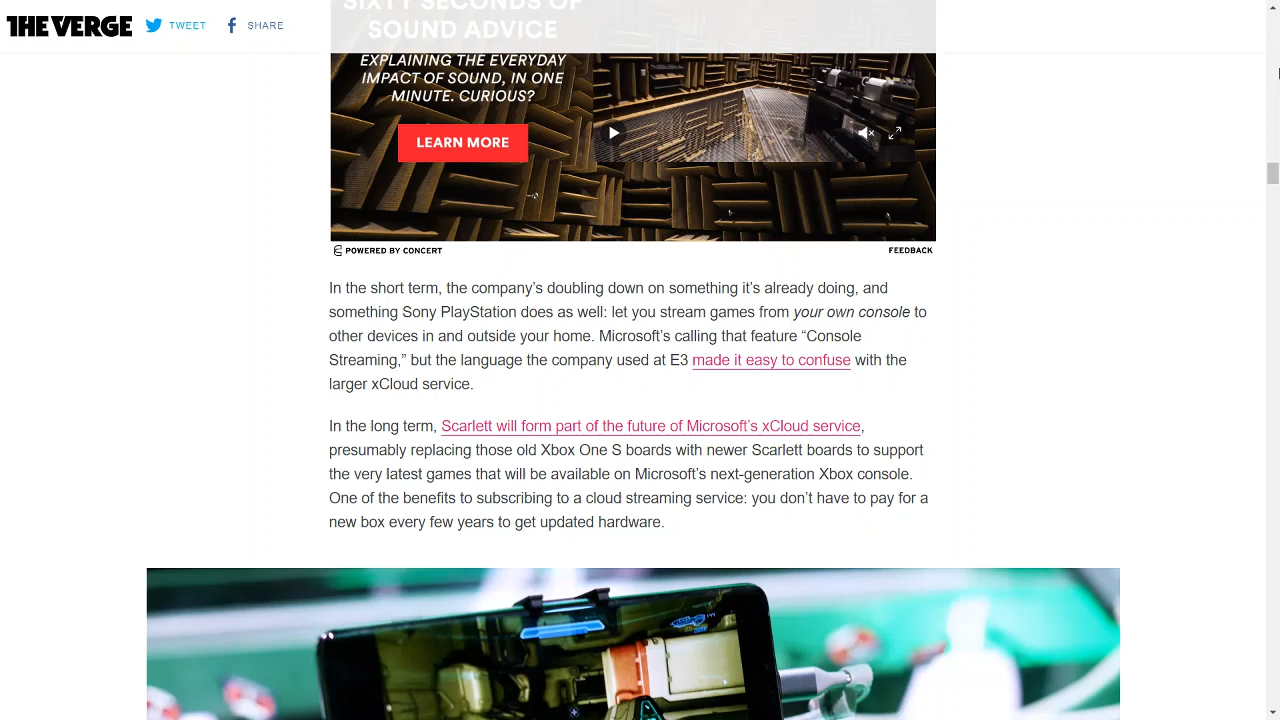 THE VERGE
TWEET
SHARE
SIXTY SECONDS OF
SOUND ADVICE
EXPLAINING THE EVERYDAY
IMPACT OF SOUND, IN ONE
MINUTE. CURIOUS?
LEARN MORE
POWERED BY CONCERT
FEEDBACK
In the short term, the company’s doubling down on something it’s already doing, and
something Sony PlayStation does as well: let you stream games from your own console to
other devices in and outside your home. Microsoft’s calling that feature “Console
Streaming,” but the language the company used at E3 made it easy to confuse with the
larger xCloud service.
In the long term, Scarlett will form part of the future of Microsoft’s xCloud service,
presumably replacing those old Xbox One S boards with newer Scarlett boards to support
the very latest games that will be available on Microsoft’s next-generation Xbox console.
One of the benefits to subscribing to a cloud streaming service: you don’t have to pay for a
new box every few years to get updated hardware.